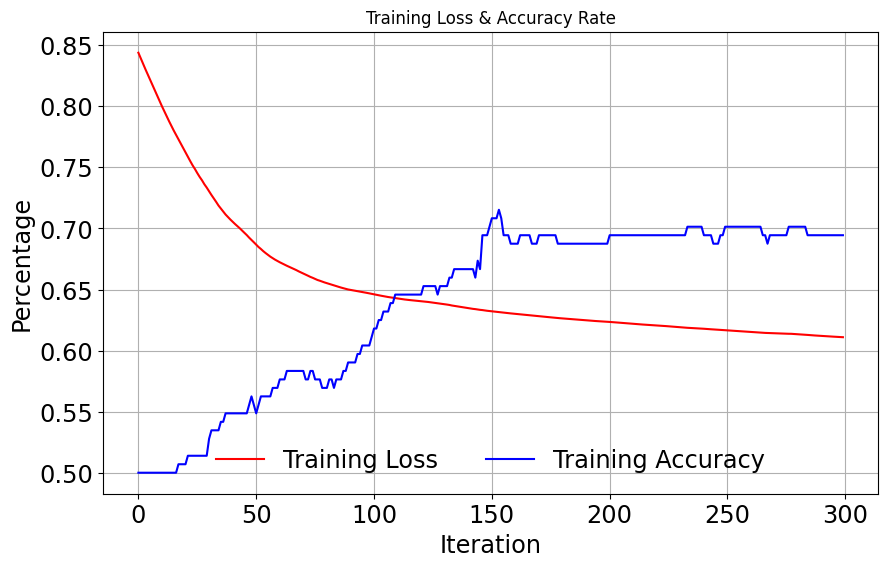 Training Loss & Accuracy Rate
0.85
0.80
0.75
0.70
0.65
0.60
0.55
0.50
Percentage
Training Loss Training Accuracy
0 50 100 150 200 250 300
Iteration